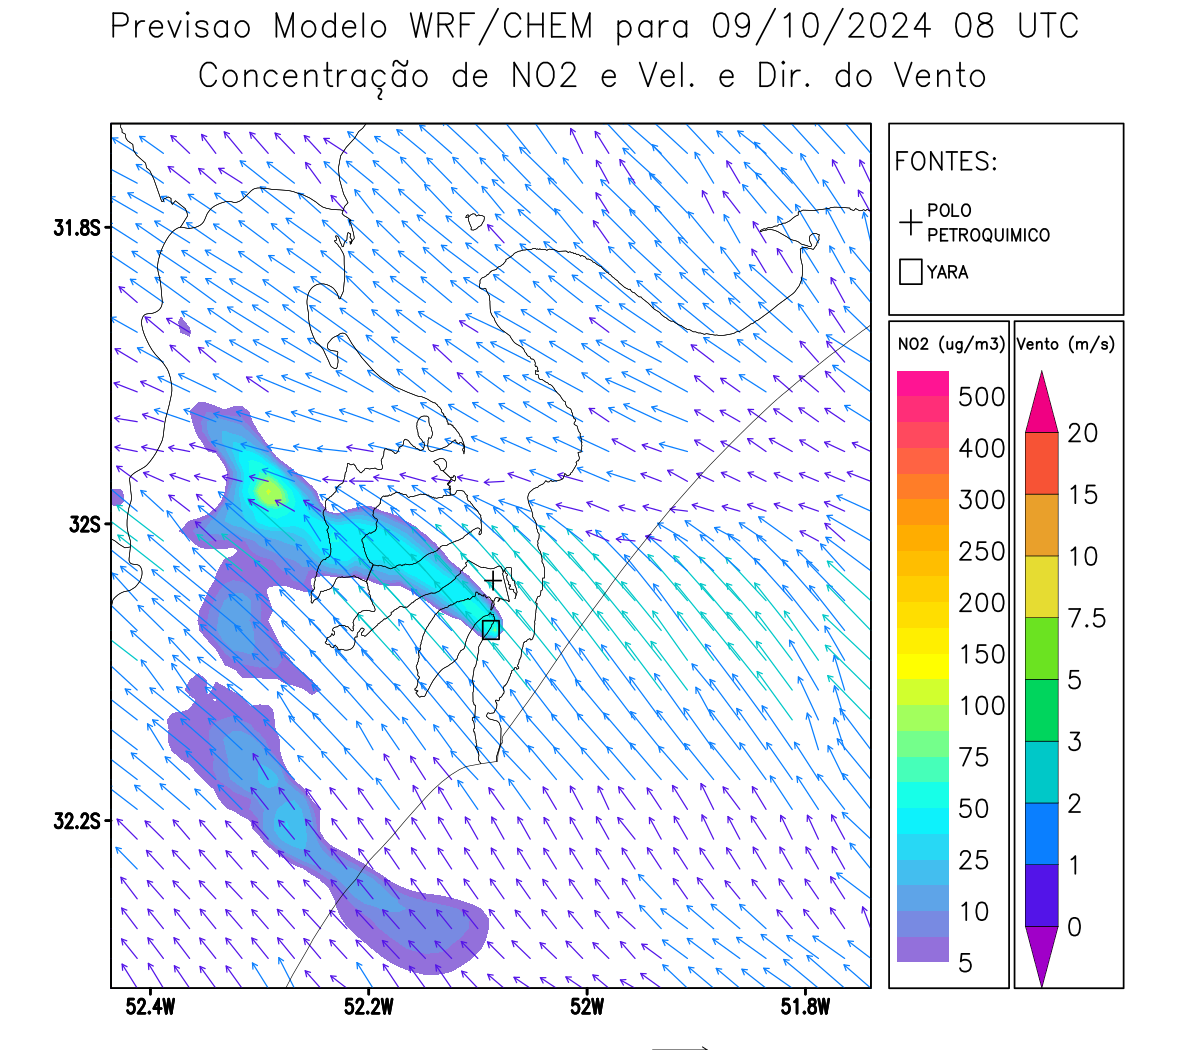 Previsao Modelo WRF/CHEM para 09/10/2024 08 UTC
Concentração de NO2 e Vel. e Dir. do Vento
FONTES:
POLO
PETROQUIMICO
YARA
NO2 (ug/m3)
500
400
300
250
200
150
100
75
50
25
10
5
Vento (m/s)
20
15
10
7.5
5
3
2
1
0
31.8S
32S
32.2S
52.4W
52.2W
52W
51.8W